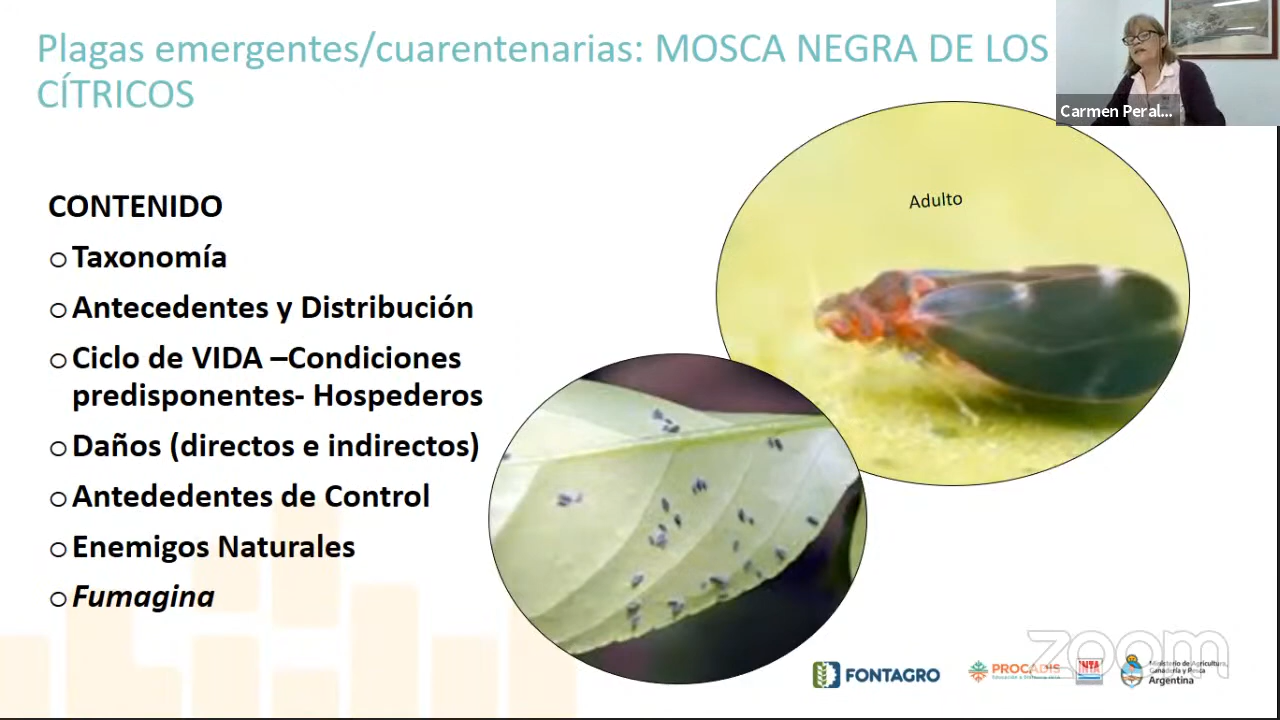 Plagas emergentes/cuarentenarias: MOSCA NEGRA DE LOS
CÍTRICOS
Carmen Peral...
Adulto
CONTENIDO
Taxonomía
Antecedentes y Distribución
Ciclo de VIDA –Condiciones
predisponentes- Hospederos
Daños (directos e indirectos)
Antededentes de Control
Enemigos Naturales
Fumagina
zoom
FONTAGRO
PROCADIS
INTA
Ministerio de Agricultura,
Ganadería y Pesca
Argentina